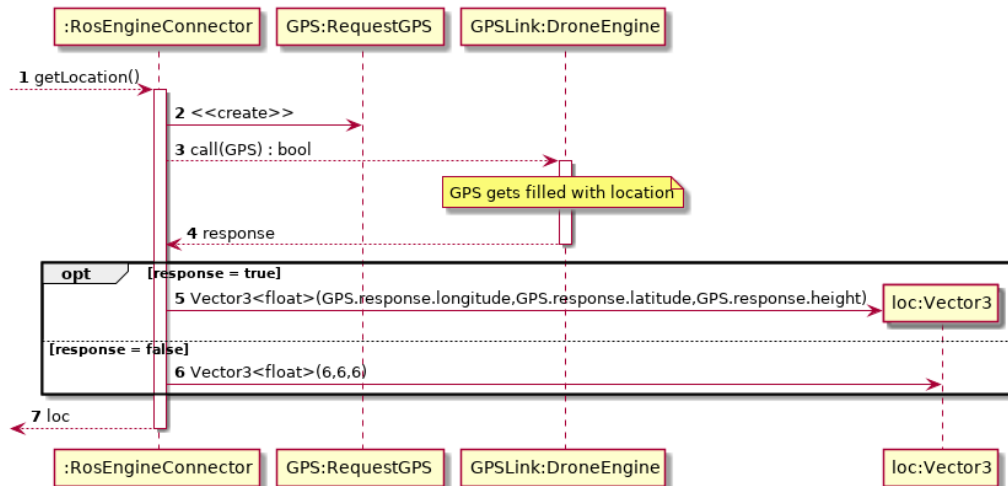 :RosEngineConnector GPS:RequestGPS GPSLink:DroneEngine
1 getLocation()
2 <<create>>
3 call(GPS) : bool
GPS gets filled with location
4 response
opt [response = true]
5 Vector3<float>(GPS.response.longitude,GPS.response.latitude,GPS.response.height) loc:Vector3
[response = false]
6 Vector3<float>(6,6,6)
7 loc
:RosEngineConnector GPS:RequestGPS GPSLink:DroneEngine loc:Vector3